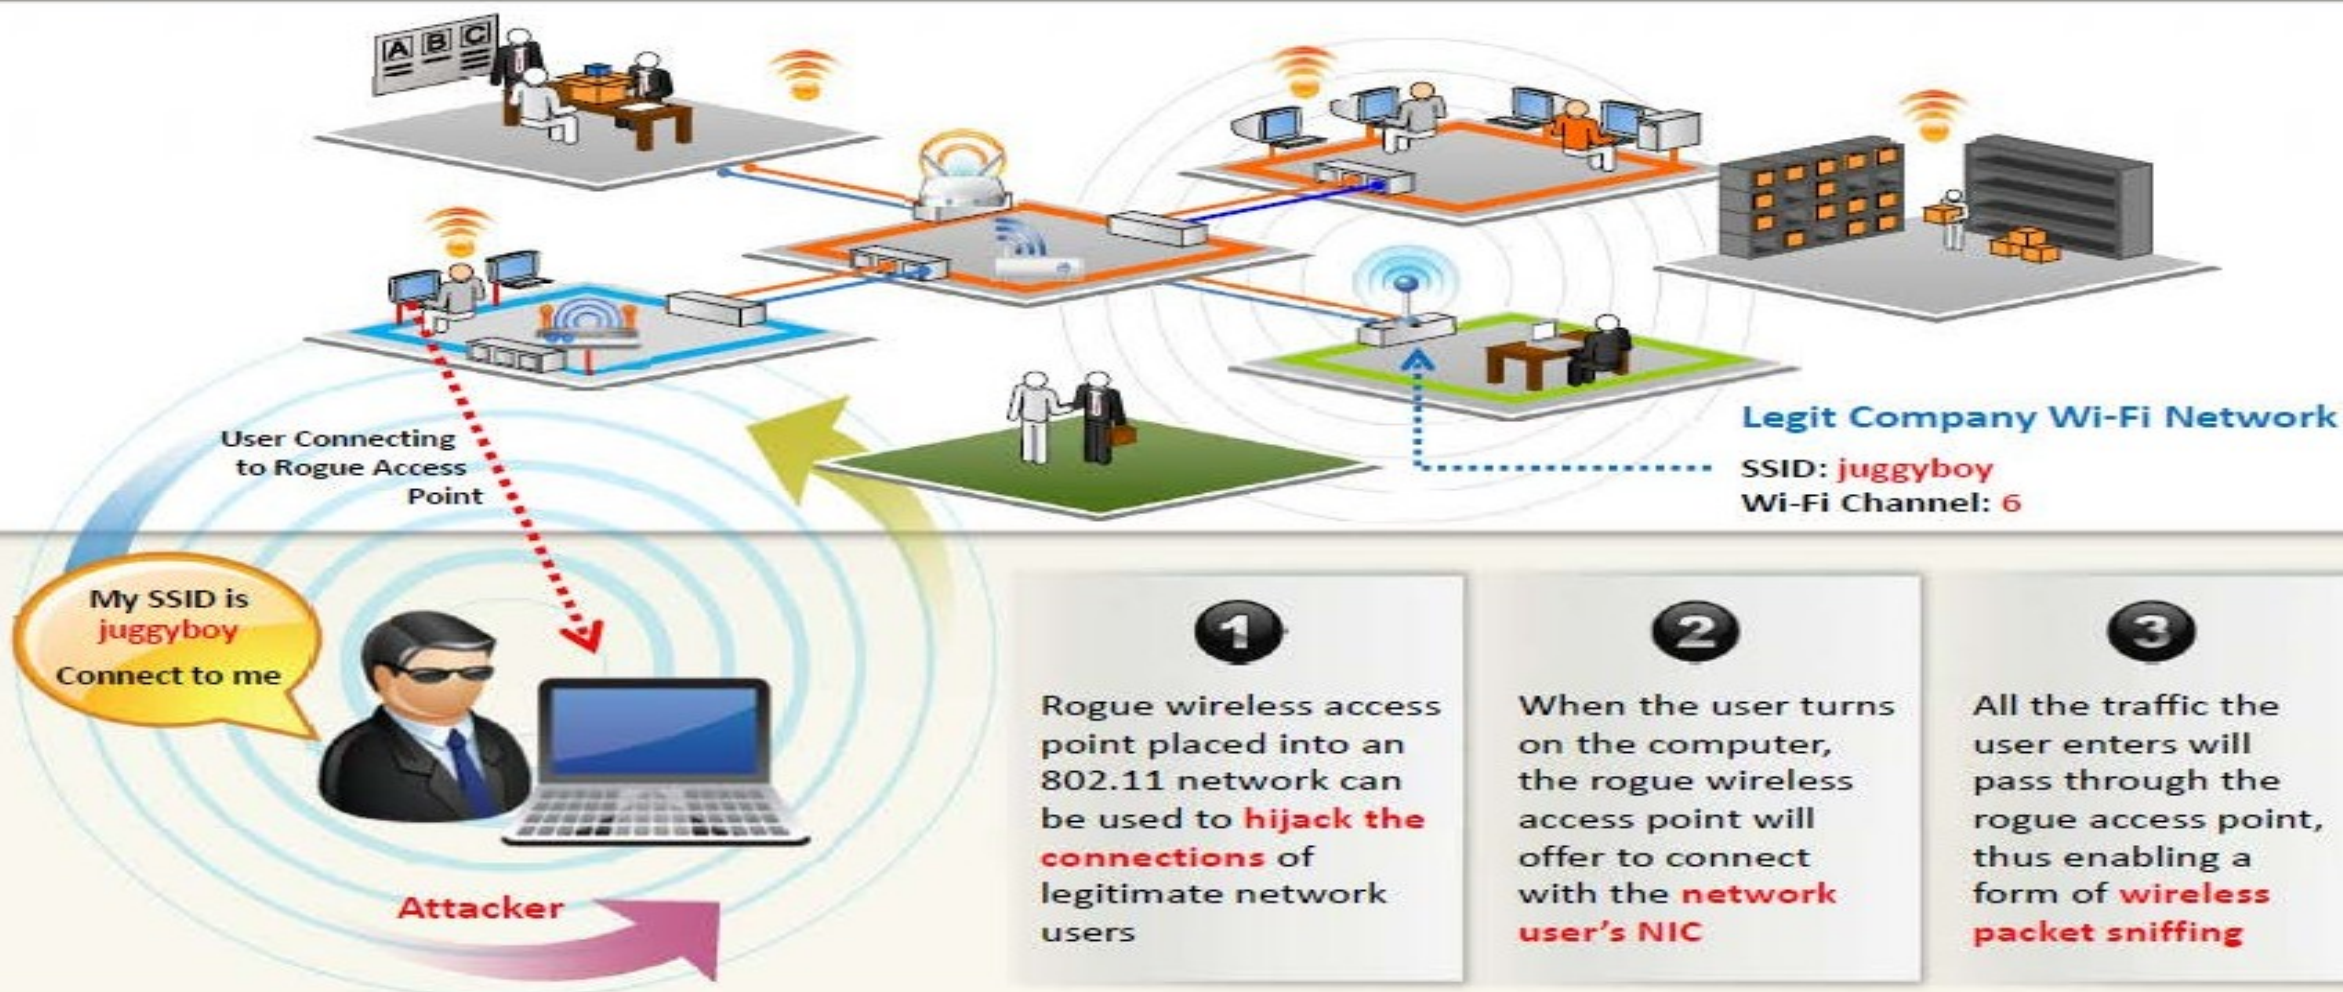 A B C
User Connecting
to Rogue Access
Point
Legit Company Wi-Fi Network
SSID: juggyboy
Wi-Fi Channel: 6
My SSID is
juggyboy
Connect to me
Attacker
1
Rogue wireless access
point placed into an
802.11 network can
be used to hijack the
connections of
legitimate network
users
2
When the user turns
on the computer,
the rogue wireless
access point will
offer to connect
with the network
user's NIC
3
All the traffic the
user enters will
pass through the
rogue access point,
thus enabling a
form of wireless
packet sniffing